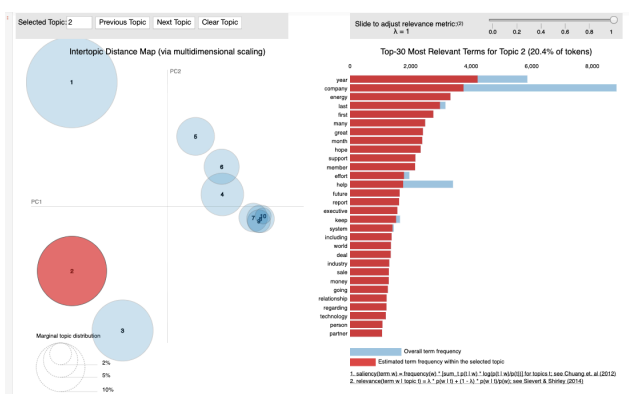 Selected Topic: 2 Previous Topic Next Topic Clear Topic
Slide to adjust relevance metric:(2)
λ = 1
0.0 0.2 0.4 0.6 0.8 1
Intertopic Distance Map (via multidimensional scaling)
PC2
PC1
1
5
6
4
7
10
2
3
Marginal topic distribution
2%
5%
10%
Top-30 Most Relevant Terms for Topic 2 (20.4% of tokens)
0 2,000 4,000 6,000 8,000
year
company
energy
last
first
many
great
month
hope
support
member
effort
help
future
report
executive
keep
system
including
world
deal
industry
sale
money
going
relationship
regarding
technology
person
partner
Overall term frequency
Estimated term frequency within the selected topic
1. saliency(term w) = frequency(w) * [sum_t p(t | w) * log(p(t | w)/p(t))] for topics t; see Chuang et. al (2012)
2. relevance(term w | topic t) = λ * p(w | t) + (1 - λ) * p(w | t)/p(w); see Sievert & Shirley (2014)